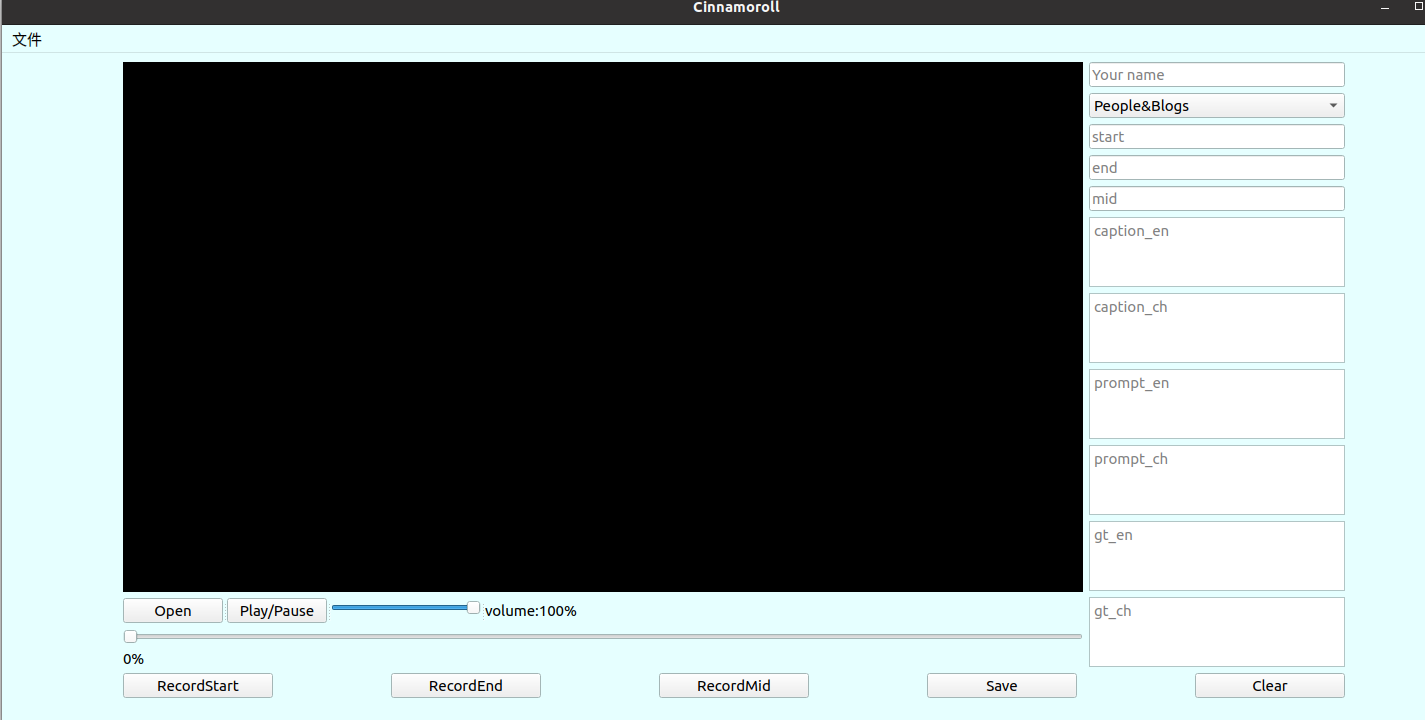 Cinnamoroll
文件
Your name
People&Blogs
start
end
mid
caption_en
caption_ch
prompt_en
prompt_ch
gt_en
gt_ch
Open
Play/Pause
volume:100%
0%
RecordStart
RecordEnd
RecordMid
Save
Clear